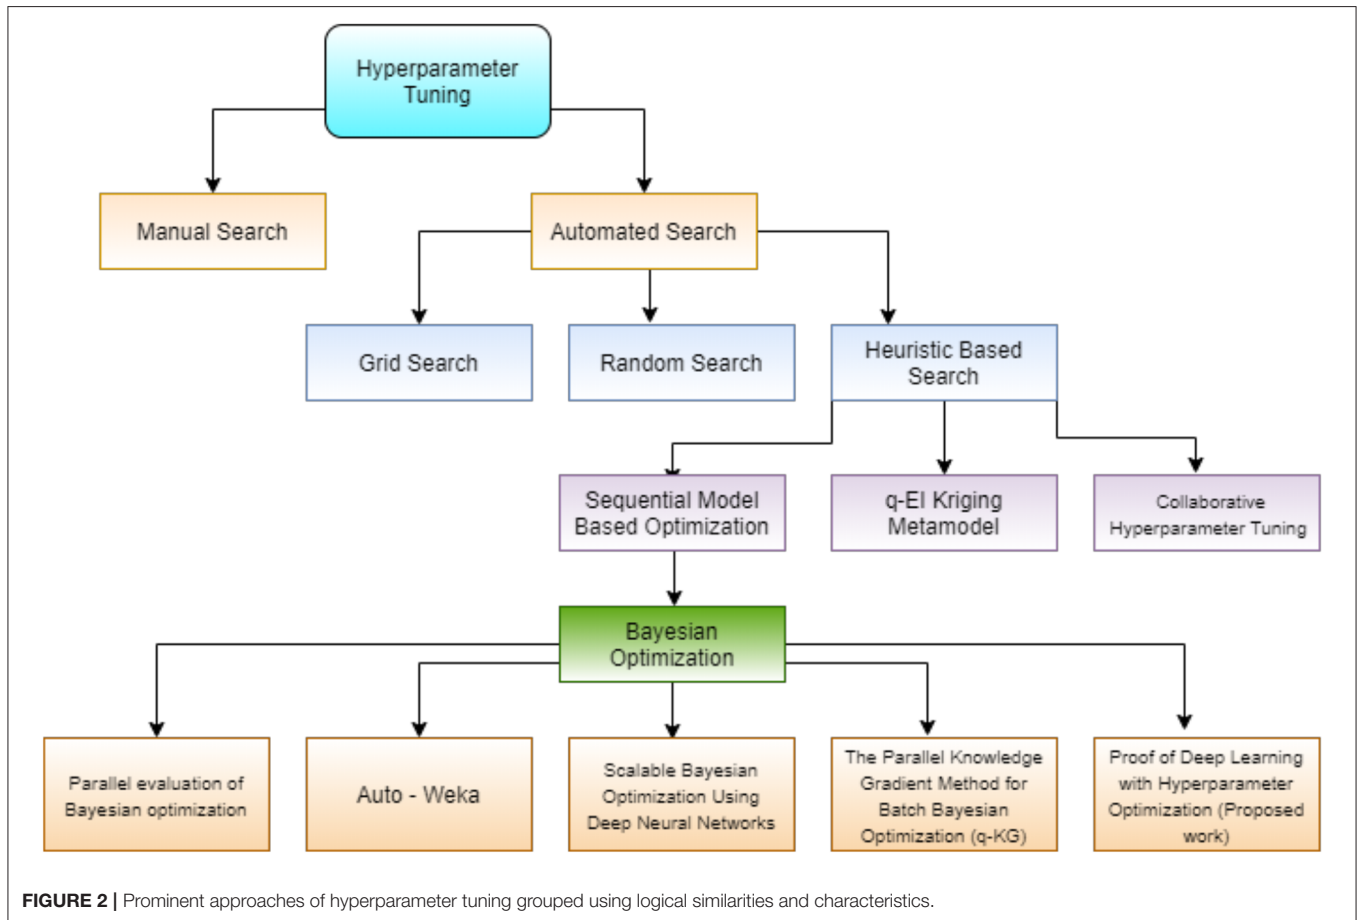 Hyperparameter
Tuning
Manual Search
Automated Search
Grid Search
Random Search
Heuristic Based
Search
Sequential Model
Based Optimization
q-EI Kriging
Metamodel
Collaborative
Hyperparameter Tuning
Bayesian
Optimization
Parallel evaluation of
Bayesian optimization
Auto - Weka
Scalable Bayesian
Optimization Using
Deep Neural Networks
The Parallel Knowledge
Gradient Method for
Batch Bayesian
Optimization (q-KG)
Proof of Deep Learning
with Hyperparameter
Optimization (Proposed
work)
FIGURE 2 | Prominent approaches of hyperparameter tuning grouped using logical similarities and characteristics.